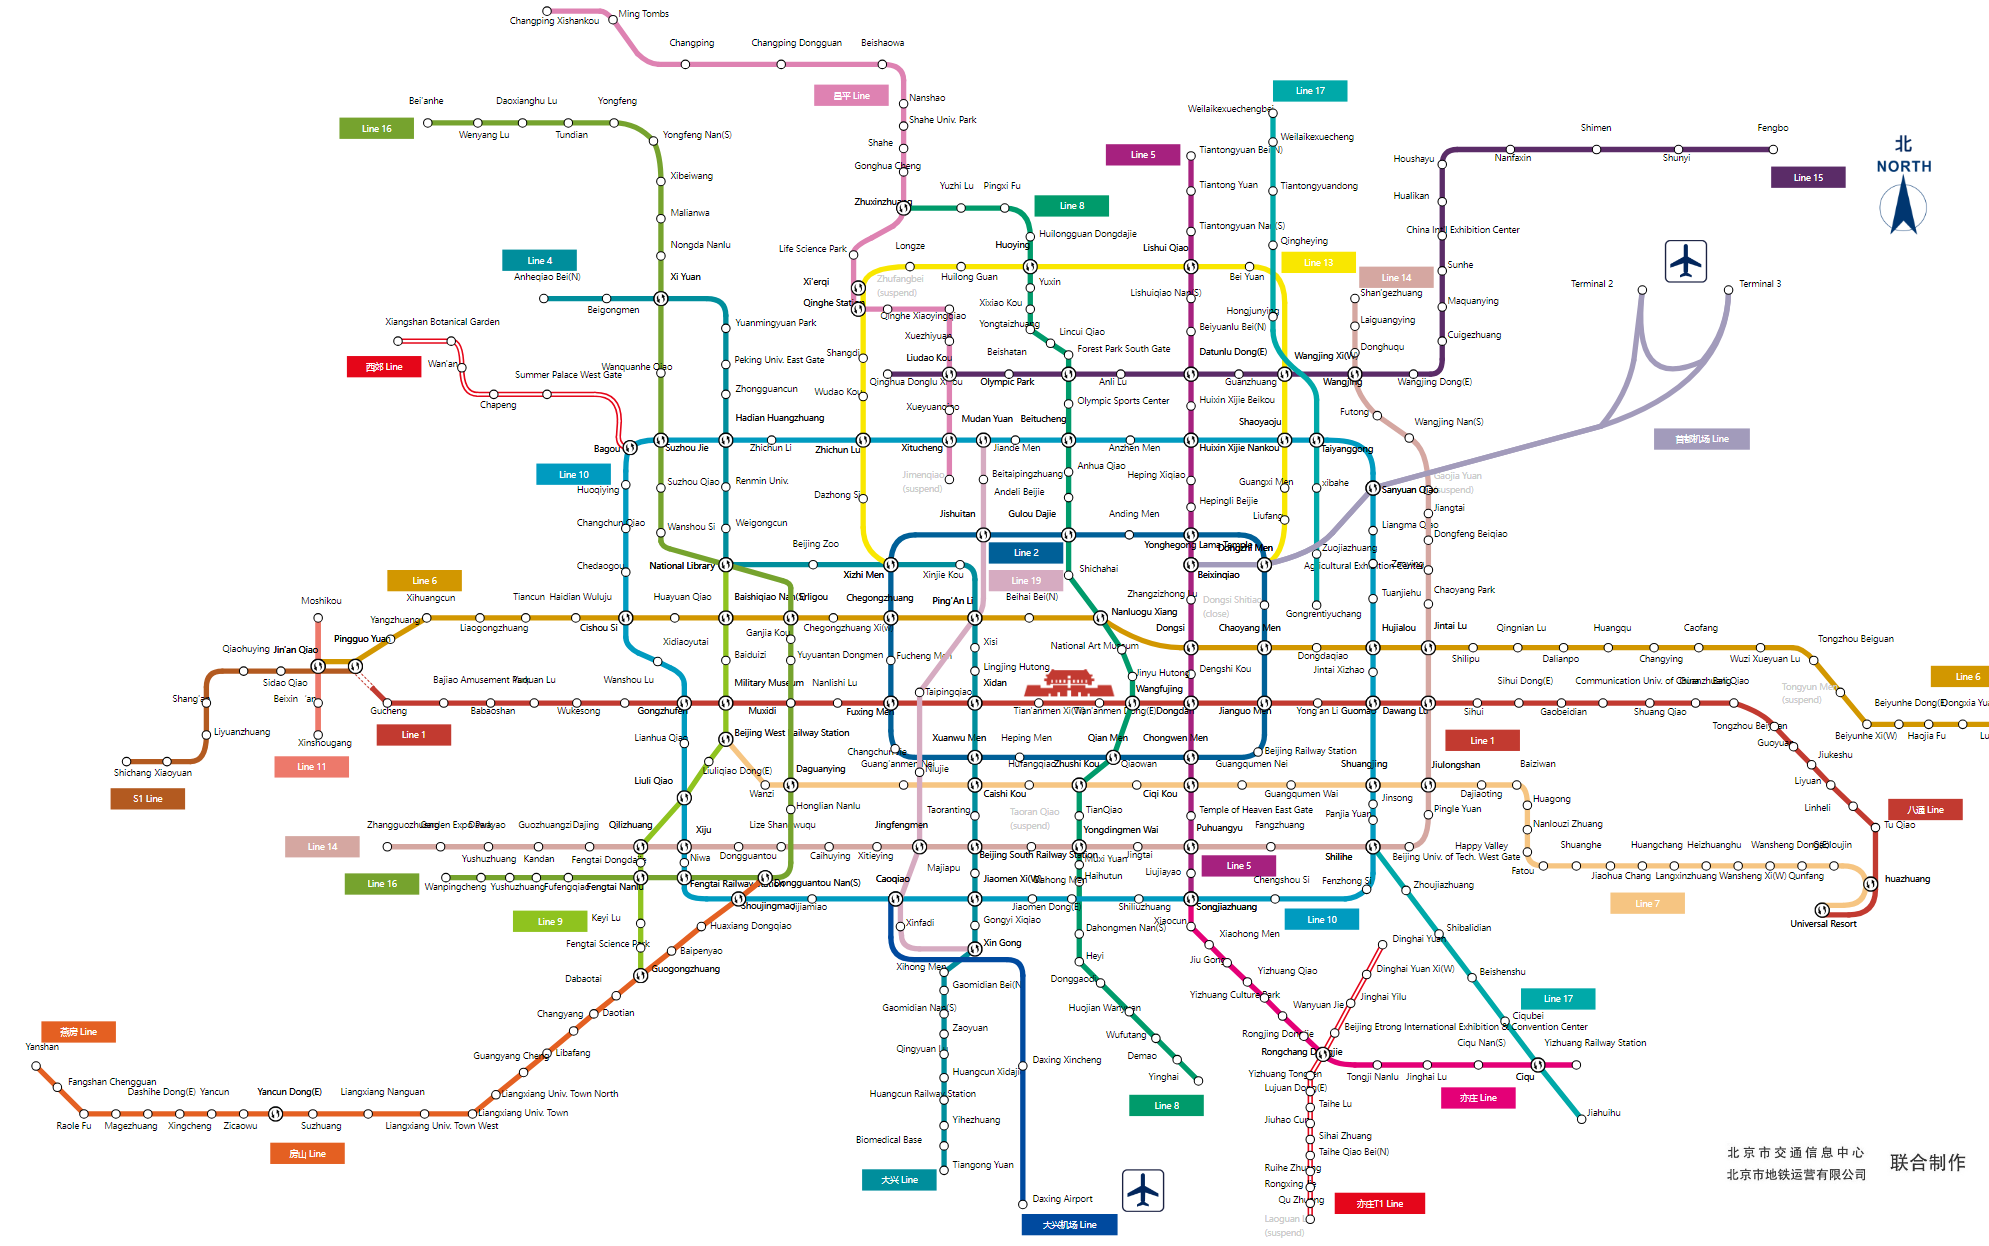 Changping Xishankou
Ming Tombs
Changping
Changping Dongguan
Beishaowa
昌平 Line
Nanshao
Shahe Univ. Park
Shahe
Gonghua Cheng
Zhuxinzhuang
Yuzhi Lu
Pingxi Fu
Line 8
Life Science Park
Longze
Huoying
Huilongguan Dongdajie
Xi'erqi
Zhufangbei
(suspend)
Huilong Guan
Yuxin
Qinghe Station
Qinghe Xiaoyingqiao
Xixiao Kou
Yongtaizhuang
Xuezhiyuan
Lincui Qiao
Shangdi
Liudao Kou
Beishatan
Forest Park South Gate
Qinghua Donglu Xikou
Olympic Park
Anli Lu
Wudao Kou
Xueyuanqiao
Olympic Sports Center
Mudan Yuan
Beitucheng
Line 16
Bei'anhe
Daoxianghu Lu
Yongfeng
Wenyang Lu
Tundian
Yongfeng Nan(S)
Xibeiwang
Malianwa
Nongda Nanlu
Line 4
Anheqiao Bei(N)
Xi Yuan
Beigongmen
Yuanmingyuan Park
Xiangshan Botanical Garden
西郊 Line
Wan'an
Peking Univ. East Gate
Summer Palace West Gate
Wanquanhe Qiao
Zhongguancun
Chapeng
Hadian Huangzhuang
Bagou
Suzhou Jie
Zhichun Li
Zhichun Lu
Xitucheng
Jiande Men
Anzhen Men
Line 10
Huoqiying
Suzhou Qiao
Renmin Univ.
Dazhong Si
Jimenqiao
(suspend)
Beitaipingzhuang
Anhua Qiao
Andeli Beijie
Changchun Qiao
Wanshou Si
Weigongcun
Jishuitan
Gulou Dajie
Anding Men
Line 5
Tiantongyuan Bei(N)
Tiantong Yuan
Tiantongyuan Nan(S)
Lishui Qiao
Lishuiqiao Nan(S)
Beiyuanlu Bei(N)
Datunlu Dong(E)
Huixin Xijie Beikou
Huixin Xijie Nankou
Heping Xiqiao
Hepingli Beijie
Yonghegong Lama Temple
Line 17
Weilaikexuechengbei
Weilaikexuecheng
Tiantongyuandong
Qingheying
Line 13
Bei Yuan
Hongjunying
Line 14
Shan'gezhuang
Laiguangying
Donghuqu
Wangjing Xi(W)
Guanzhuang
Wangjing
Wangjing Dong(E)
Futong
Wangjing Nan(S)
Shaoyaoju
Taiyanggong
Guangxi Men
xibahe
Liufang
Sanyuan Qiao
Gaojia Yuan
(suspend)
Jiangtai
Liangma Qiao
Dongfeng Beiqiao
Houshayu
Hualikan
China Int'l Exhibition Center
Sunhe
Maquanying
Cuigezhuang
Nanfaxin
Shimen
Shunyi
Fengbo
Line 15
北
NORTH
Terminal 2
Terminal 3
首都机场 Line
Chedaogou
National Library
Beijing Zoo
Xizhi Men
Xinjie Kou
Line 2
Line 19
Shichahai
Dongzhi Men
Beixinqiao
Zuojiazhuang
Agricultural Exhibition Center
Line 6
Xihuangcun
Tiancun
Haidian Wuluju
Huayuan Qiao
Baishiqiao Nan(S)
Erligou
Chegongzhuang
Ping'An Li
Beihai Bei(N)
Nanluogu Xiang
Zhangzizhonglu
Dongsi Shitiao
(close)
Gongrentiyuchang
Tuanjiehu
Chaoyang Park
Moshikou
Yangzhuang
Liaogongzhuang
Cishou Si
Ganjia Kou
Chegongzhuang Xi(w)
Dongsi
Chaoyang Men
Hujialou
Jintai Lu
Qiaohuying
Jin'an Qiao
Pingguo Yuan
Xidiaoyutai
Xisi
National Art Museum
Dongdaqiao
Shilipu
Qingnian Lu
Dalianpo
Huangqu
Changying
Caofang
Wuzi Xueyuan Lu
Tongzhou Beiguan
Sidao Qiao
Baiduizi
Yuyuantan Dongmen
Fucheng Men
Lingjing Hutong
Jinyu Hutong
Dengshi Kou
Jintai Xizhao
Shang'an
Beixin 'an
Bajiao Amusement Park
Yuquan Lu
Wanshou Lu
Military Museum
Nanlishi Lu
Taipingqiao
Xidan
Wangfujing
Gucheng
Babaoshan
Wukesong
Gongzhufen
Muxidi
Fuxing Men
Tian'anmen Xi(W)
Tian'anmen Dong(E)
Dongdan
Jianguo Men
Yong'an Li
Guomao
Dawang Lu
Sihui
Sihui Dong(E)
Gaobeidian
Communication Univ. of China
Shuang Qiao
Guanzhuang
Bali Qiao
Tongyun Men
(suspend)
Line 6
Beiyunhe Dong(E)
Beiyunhe Xi(W)
Haojia Fu
Liyuanzhuang
Xinshougang
Line 1
Lianhua Qiao
Beijing West Railway Station
Changchun Jie
Xuanwu Men
Heping Men
Qian Men
Chongwen Men
Beijing Railway Station
Line 1
Tongzhou Beiyuan
Guoyuan
Jiukeshu
Liyuan
Linheli
八通 Line
Tu Qiao
Shichang
Xiaoyuan
Line 11
S1 Line
Liuliqiao Dong(E)
Liuli Qiao
Daguanying
Wanzi
Guang'anmen Nei
Niujie
Hufangqiao
Zhushi Kou
Qiaowan
Guangqumen Nei
Shuangjing
Jiulongshan
Baiziwan
Caishi Kou
Ciqi Kou
Guangqumen Wai
Jinsong
Dajiaoting
Huagong
Honglian Nanlu
Taoranting
Taoran Qiao
(suspend)
TianQiao
Temple of Heaven East Gate
Panjia Yuan
Pingle Yuan
Nanlouzi Zhuang
Line 14
Zhangguozhuang
Garden Expo Park
Dawayao
Guozhuangzi
Dajing
Qilizhuang
Xiju
Lize Shangwuqu
Jingfengmen
Yongdingmen Wai
Puhuangyu
Fangzhuang
Happy Valley
Yushuzhuang
Kandan
Fengtai Dongdajie
Niwa
Dongguantou
Caihuying
Xitieying
Majiapu
Beijing South Railway Station
Muxi Yuan
Jingtai
Line 5
Shilihe
Beijing Univ. of Tech. West Gate
Fatou
Shuanghe
Jiaohua Chang
Huangchang
Langxinzhuang
Heizhuanghu
Wansheng Xi(W)
Wansheng Dong(E)
Qunfang
Gaoloujin
huazhuang
Universal Resort
Line 7
Line 16
Wanpingcheng
Yushuzhuang
Fufengqiao
Fengtai Nanlu
Fengtai Railway Station
Dongguantou Nan(S)
Caoqiao
Jiaomen Xi(W)
Dahong Men
Haihutun
Liujiayao
Chengshou Si
Fenzhong Si
Zhoujiazhuang
Line 9
Keyi Lu
Shoujingmao
Jijiamiao
Jiaomen Dong(E)
Shiliuzhuang
Songjiazhuang
Line 10
Fengtai Science Park
Huaxiang Dongqiao
Xinfadi
Gongyi Xiqiao
Dahongmen Nan(S)
Xiaocun
Xiaohong Men
Dinghai Yuan
Shibalidian
Baipenyao
Guogongzhuang
Xin Gong
Heyi
Jiu Gong
Dinghai Yuan Xi(W)
Beishenshu
Dabaotai
Xihong Men
Donggaodi
Yizhuang Qiao
Gaomidian Bei(N)
Yizhuang Culture Park
Jinghai Yilu
Line 17
Changyang
Daotian
Gaomidian Nan(S)
Huojian Wanyuan
Wanyuan Jie
Ciqubei
Zaoyuan
Wufutang
Rongjing Dongjie
Beijing Etrong International Exhibition & Convention Center
燕房 Line
Yanshan
Guangyang Cheng
Libafang
Qingyuan Lu
Daxing Xincheng
Demao
Rongchang Dongjie
Ciqu Nan(S)
Yizhuang Railway Station
Yinghai
Yizhuang Tongren
Tongji Nanlu
Jinghai Lu
Ciqu
Fangshan Chengguan
Dashihe Dong(E)
Yancun
Yancun Dong(E)
Liangxiang Nanguan
Liangxiang Univ. Town North
Huangcun Xidajie
Lujuan Dong(E)
Huangcun Railway Station
Line 8
Taihe Lu
亦庄 Line
Jiahuihu
Liangxiang Univ. Town
Raole Fu
Magezhuang
Xingcheng
Zicaowu
Suzhuang
Liangxiang Univ. Town West
Yihezhuang
Jiuhao Cun
Biomedical Base
Sihai Zhuang
Taihe Qiao Bei(N)
房山 Line
Tiangong Yuan
Ruihe Zhuang
大兴 Line
Rongxing Jie
Daxing Airport
Qu Zhuang
亦庄T1 Line
大兴机场 Line
(suspend)
北京市交通信息中心
北京市地铁运营有限公司
联合制作